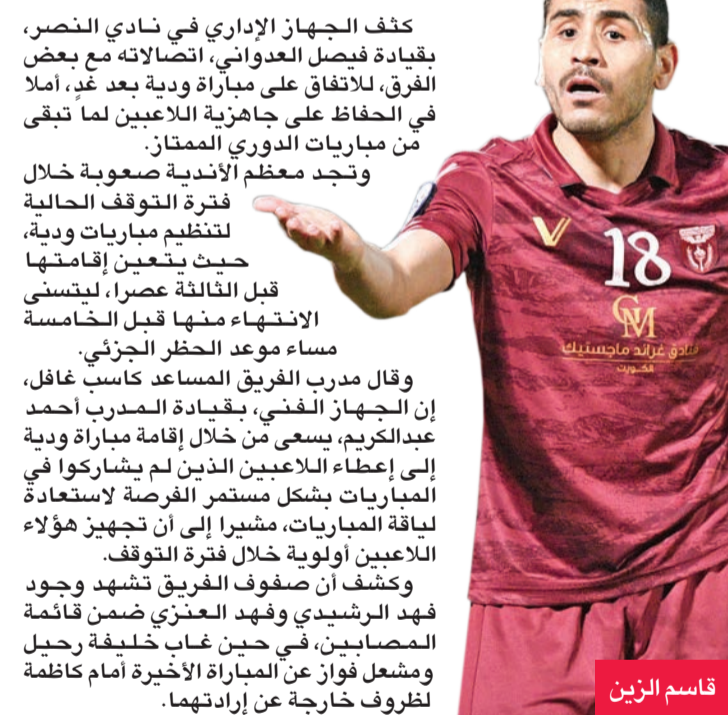 كثف الجهاز الإداري في نادي النصر،
بقيادة فيصل العدواني، اتصالاته مع بعض
الفرق، للاتفاق على مباراة ودية بعد غدٍ، أملا
في الحفاظ على جاهزية اللاعبين لما تبقى
من مباريات الدوري الممتاز.
وتجد معظم الأندية صعوبة خلال
فترة التوقف الحالية
لتنظيم مباريات ودية،
حيث يتعين إقامتها
قبل الثالثة عصرا، ليتسنى
الانتهاء منها قبل الخامسة
مساء موعد الحظر الجزئي.
وقال مدرب الفريق المساعد كاسب غافل،
إن الجهاز الفني، بقيادة المدرب أحمد
عبدالكريم، يسعى من خلال إقامة مباراة ودية
إلى إعطاء اللاعبين الذين لم يشاركوا في
المباريات بشكل مستمر الفرصة لاستعادة
لياقة المباريات، مشيرا إلى أن تجهيز هؤلاء
اللاعبين أولوية خلال فترة التوقف.
وكشف أن صفوف الفريق تشهد وجود
فهد الرشيدي وفهد العنزي ضمن قائمة
المصابين، في حين غاب خليفة رحيل
ومشعل فواز عن المباراة الأخيرة أمام كاظمة
لظروف خارجة عن إرادتهما.
18
GM
فنادق غراند ماجستيك
الكويت
قاسم الزين